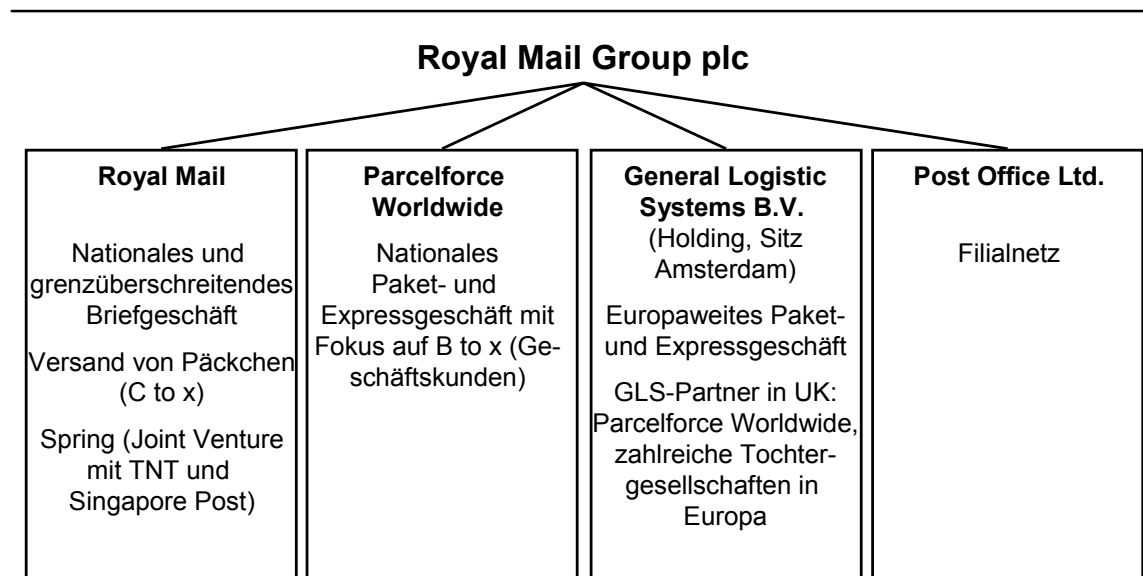 Royal Mail Group plc
Royal Mail
Nationales und
grenzüberschreitendes
Briefgeschäft
Versand von Päckchen
(C to x)
Spring (Joint Venture
mit TNT und
Singapore Post)
Parcelforce
Worldwide
Nationales
Paket- und
Expressgeschäft mit
Fokus auf B to x (Ge-
schäftskunden)
General Logistic
Systems B.V.
(Holding, Sitz
Amsterdam)
Europaweites Paket-
und Expressgeschäft
GLS-Partner in UK:
Parcelforce Worldwide,
zahlreiche Tochter-
gesellschaften in
Europa
Post Office Ltd.
Filialnetz